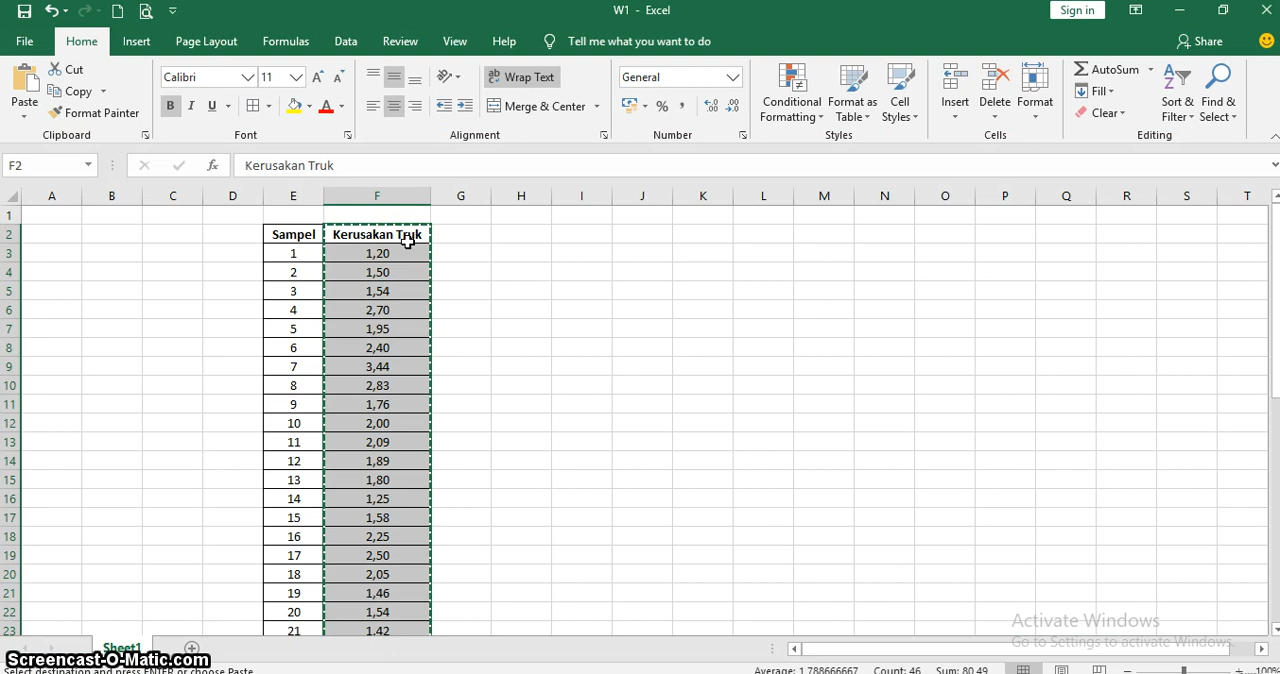 W1 - Excel
Sign in
File Home Insert Page Layout Formulas Data Review View Help Tell me what you want to do Share
Paste
Cut
Copy
Format Painter
Clipboard
Calibri 11
B I U
Font
Wrap Text
Merge & Center
Alignment
General
Number
Conditional Formatting
Format as Table
Cell Styles
Styles
Insert
Delete
Format
Cells
AutoSum
Fill
Clear
Sort & Filter
Find & Select
Editing
F2 fx Kerusakan Truk
A B C D E F G H I J K L M N O P Q R S T
1
2 Sampel Kerusakan Truk
3 1 1,20
4 2 1,50
5 3 1,54
6 4 2,70
7 5 1,95
8 6 2,40
9 7 3,44
10 8 2,83
11 9 1,76
12 10 2,00
13 11 2,09
14 12 1,89
15 13 1,80
16 14 1,25
17 15 1,58
18 16 2,25
19 17 2,50
20 18 2,05
21 19 1,46
22 20 1,54
23 21 1,42
Activate Windows
Go to Settings to activate Windows.
Sheet1
Screencast-O-Matic.com
Select destination and press ENTER or choose Paste
Average: 1,788666667 Count: 46 Sum: 80,49 100%